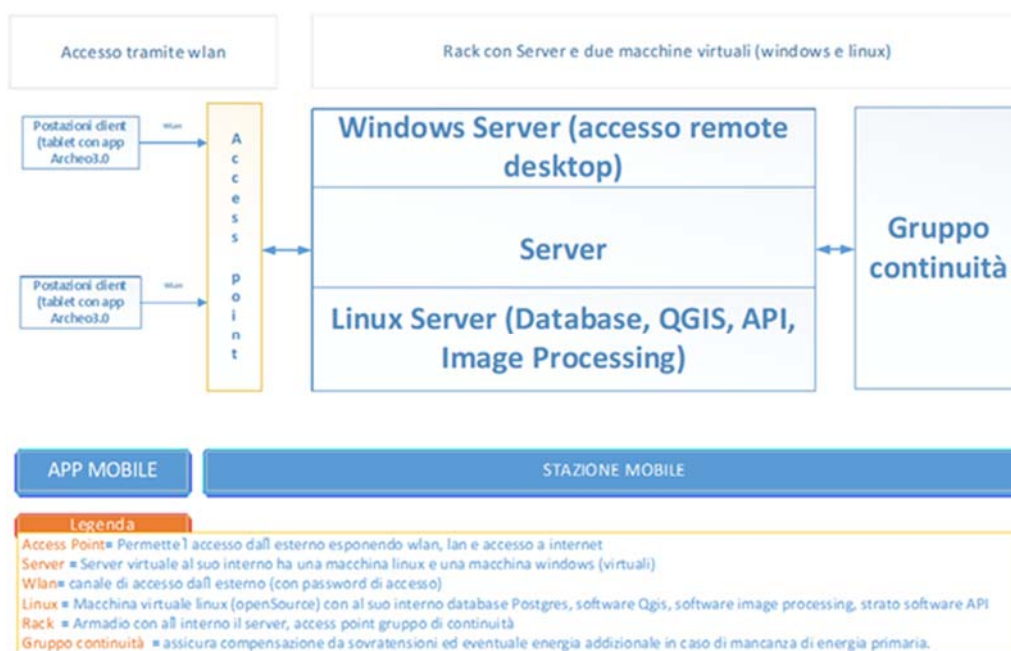 Accesso tramite wlan
Rack con Server e due macchine virtuali (windows e linux)
Postazioni client
(tablet con app
Archeo3.0
Wlan
Postazioni client
(tablet con app
Archeo3.0
Wlan
Access point
Windows Server (accesso remote
desktop)
Server
Linux Server (Database, QGIS, API,
Image Processing)
Gruppo
continuità
APP MOBILE
STAZIONE MOBILE
Legenda
Access Point= Permette l accesso dall esterno esponendo wlan, lan e accesso a internet
Server = Server virtuale al suo interno ha una macchina linux e una macchina windows (virtuali)
Wlan= canale di accesso dall esterno (con password di accesso)
Linux = Macchina virtuale linux (openSource) con al suo interno database Postgres, software Qgis, software image processing, strato software API
Rack = Armadio con all interno il server, access point gruppo di continuità
Gruppo continuità = assicura compensazione da sovratensioni ed eventuale energia addizionale in caso di mancanza di energia primaria.